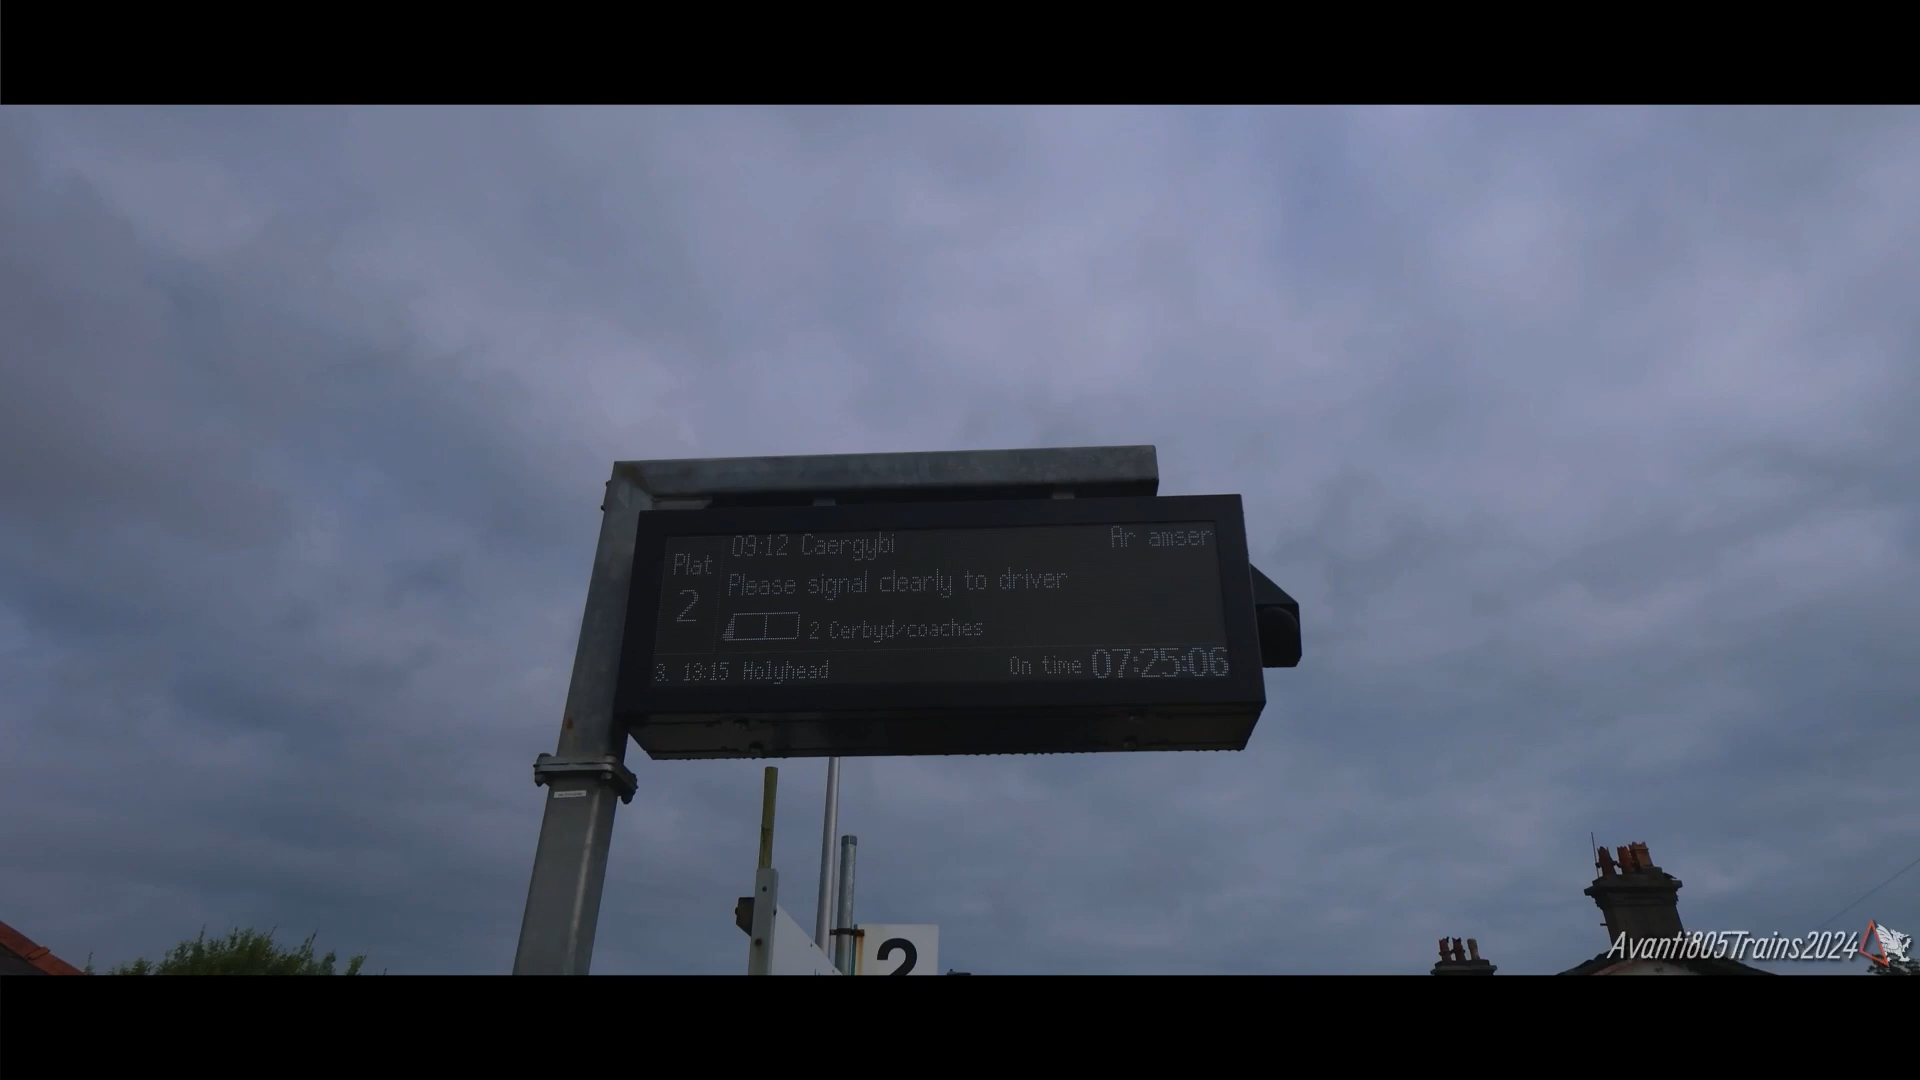 09:12 Caergybi Ar amser
Plat
2
Please signal clearly to driver
2 Cerbyd/coaches
3. 13:15 Holyhead On time 07:25:06
2
Avanti805Trains2024